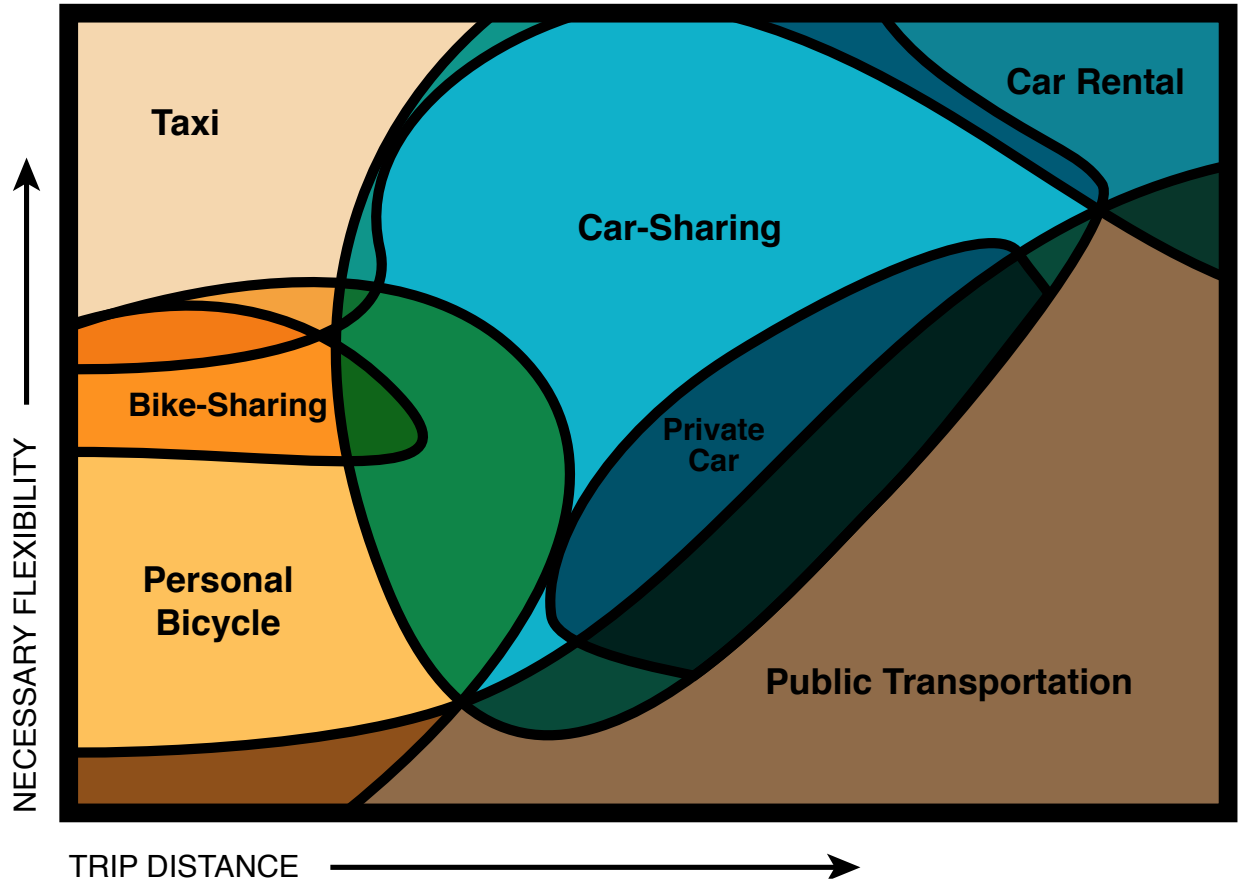 Taxi
Car Rental
Car-Sharing
Bike-Sharing
Private
Car
Personal
Bicycle
Public Transportation
NECESSARY FLEXIBILITY
TRIP DISTANCE